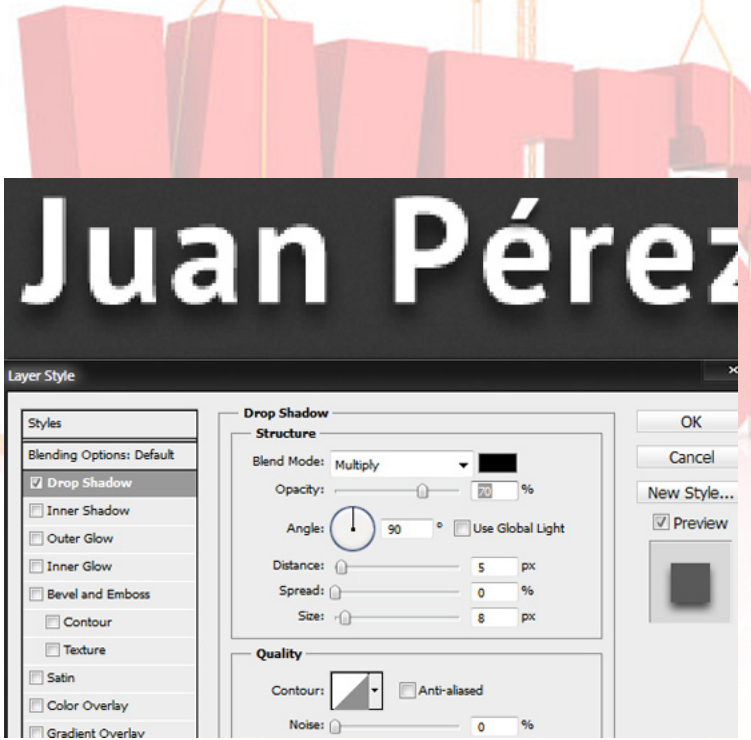 Juan Pérez
Layer Style
Styles
Blending Options: Default
Drop Shadow
Inner Shadow
Outer Glow
Inner Glow
Bevel and Emboss
Contour
Texture
Satin
Color Overlay
Gradient Overlay
Drop Shadow
Structure
Blend Mode: Multiply
Opacity: 70 %
Angle: 90 ° Use Global Light
Distance: 5 px
Spread: 0 %
Size: 8 px
Quality
Contour: Anti-aliased
Noise: 0 %
OK
Cancel
New Style...
Preview